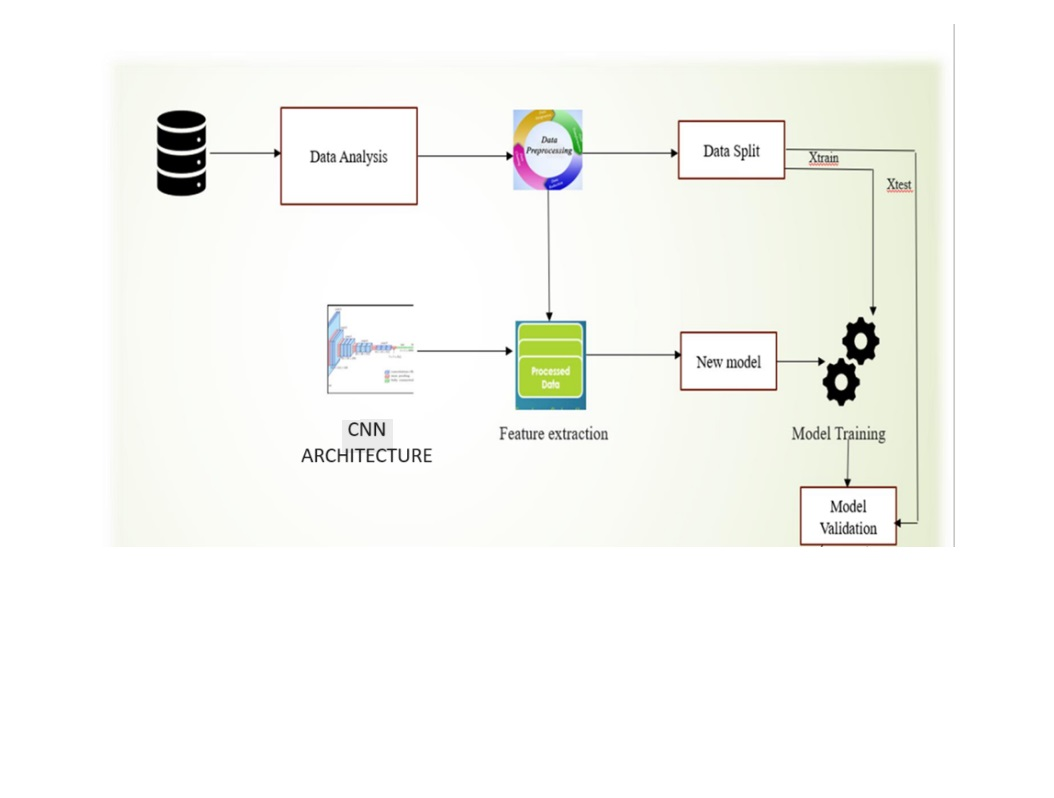 Data Analysis
Data
Preprocessing
Data Split
Xtrain
Xtest
Processed
Data
New model
CNN
ARCHITECTURE
Feature extraction
Model Training
Model
Validation